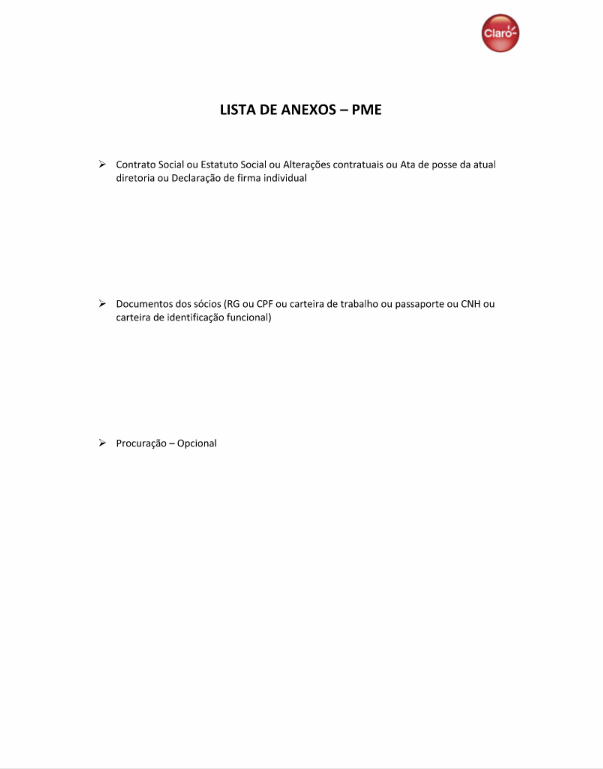 Claro
LISTA DE ANEXOS – PME
➢ Contrato Social ou Estatuto Social ou Alterações contratuais ou Ata de posse da atual
diretoria ou Declaração de firma individual
➢ Documentos dos sócios (RG ou CPF ou carteira de trabalho ou passaporte ou CNH ou
carteira de identificação funcional)
➢ Procuração – Opcional